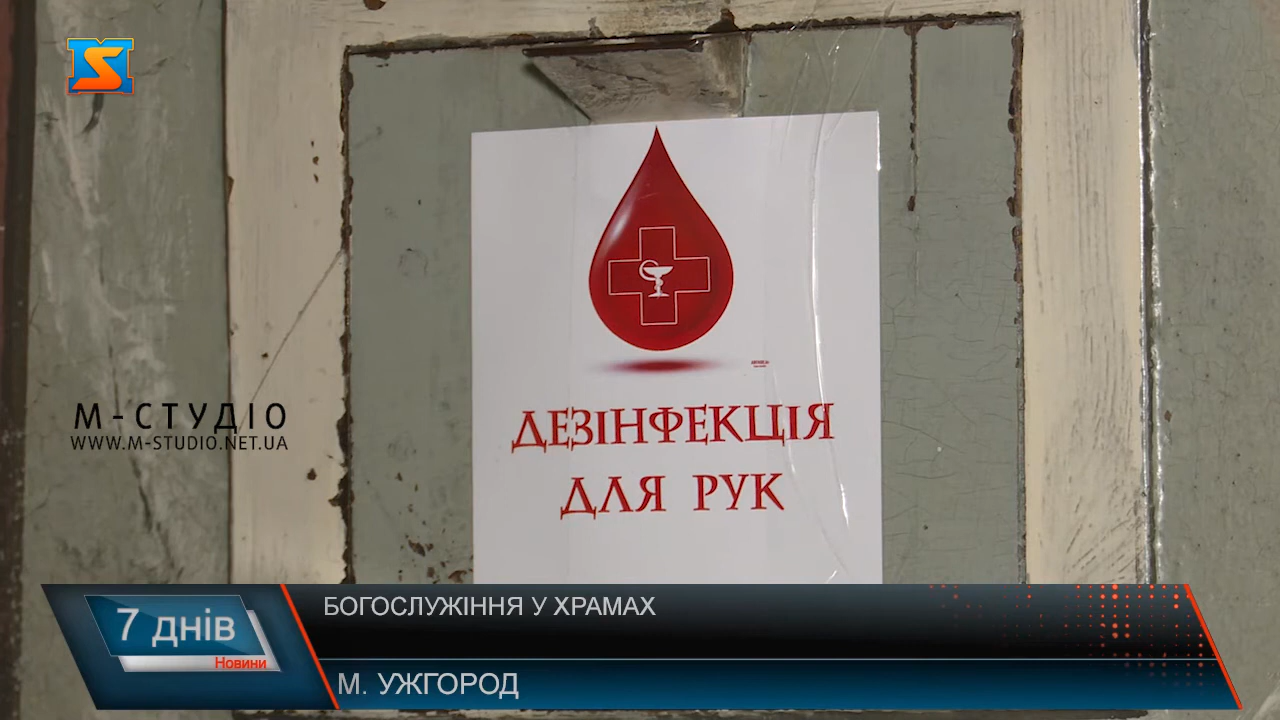 ДЕЗІНФЕКЦІЯ
ДЛЯ РУК
М-СТУДІО
WWW.M-STUDIO.NET.UA
7 днів
Новини
БОГОСЛУЖІННЯ У ХРАМАХ
М. УЖГОРОД